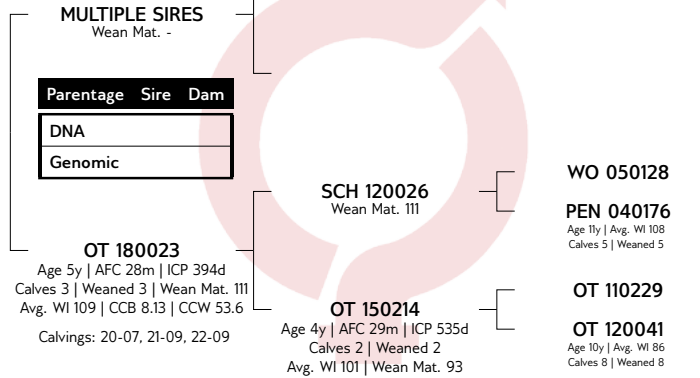 MULTIPLE SIRES
Wean Mat. -
Parentage Sire Dam
DNA
Genomic
OT 180023
Age 5y | AFC 28m | ICP 394d
Calves 3 | Weaned 3 | Wean Mat. 111
Avg. WI 109 | CCB 8.13 | CCW 53.6
Calvings: 20-07, 21-09, 22-09
SCH 120026
Wean Mat. 111
OT 150214
Age 4y | AFC 29m | ICP 535d
Calves 2 | Weaned 2
Avg. WI 101 | Wean Mat. 93
WO 050128
PEN 040176
Age 11y | Avg. WI 108
Calves 5 | Weaned 5
OT 110229
OT 120041
Age 10y | Avg. WI 86
Calves 8 | Weaned 8